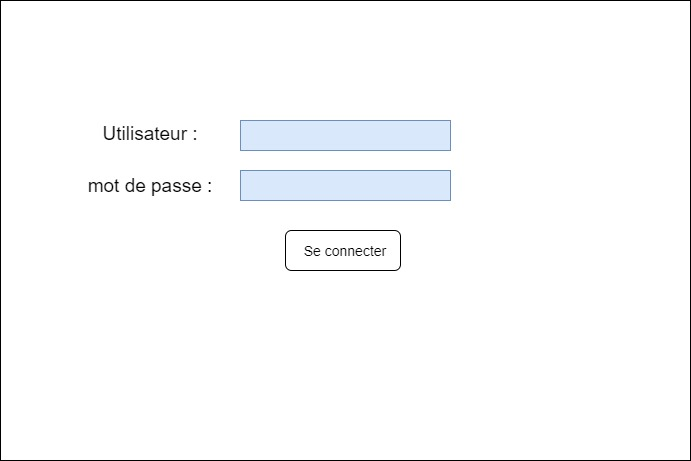 Utilisateur :
mot de passe :
Se connecter